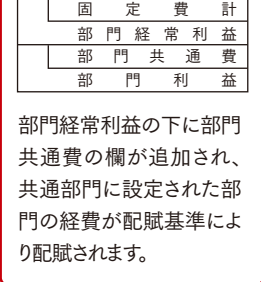 固定費計
部門経常利益
部門共通費
部門利益
部門経常利益の下に部門
共通費の欄が追加され、
共通部門に設定された部
門の経費が配賦基準によ
り配賦されます。